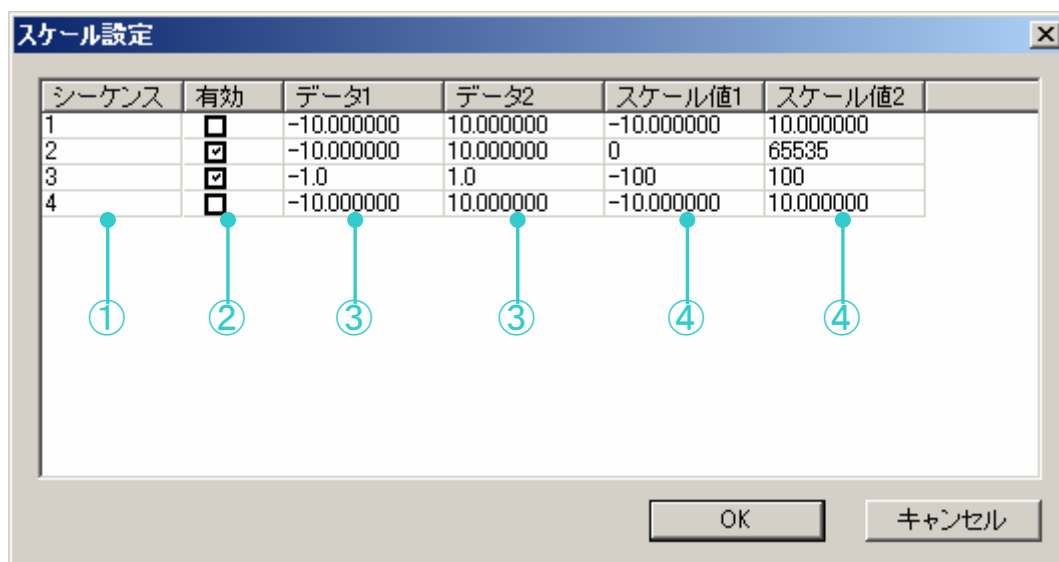 スケール設定
シーケンス 有効 データ1 データ2 スケール値1 スケール値2
1 -10.000000 10.000000 -10.000000 10.000000
2 -10.000000 10.000000 0 65535
3 -1.0 1.0 -100 100
4 -10.000000 10.000000 -10.000000 10.000000
① ② ③ ③ ④ ④
OK キャンセル